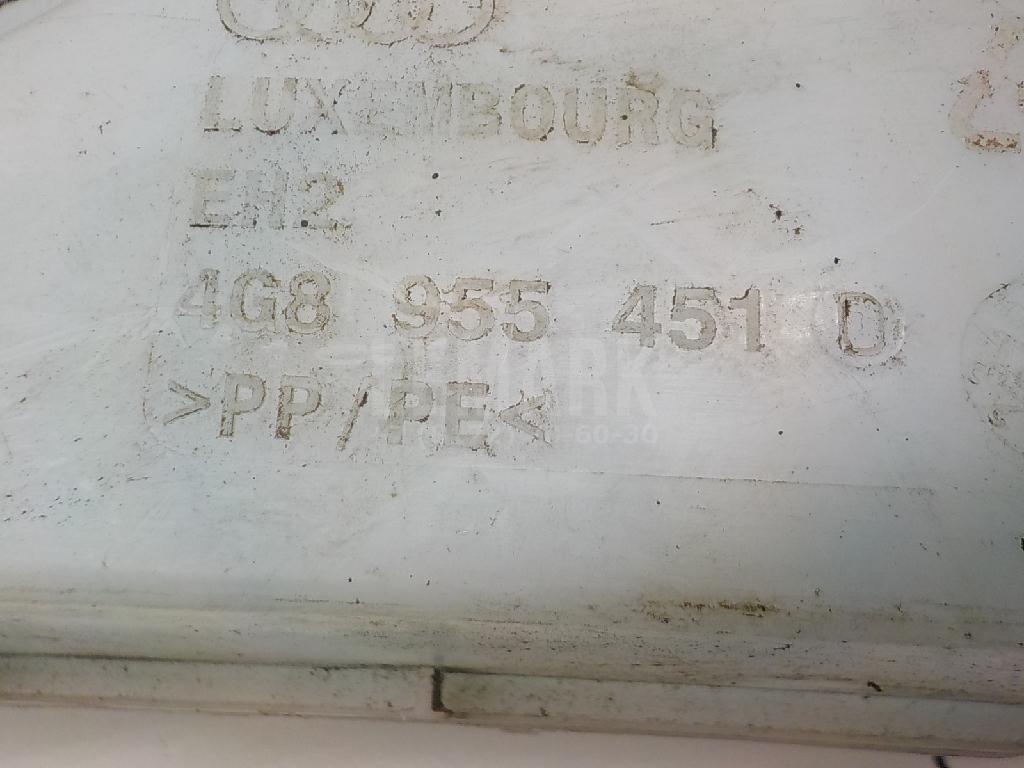 LUXEMBOURG
EH2
4G8 955 451 D
>PP/PE<